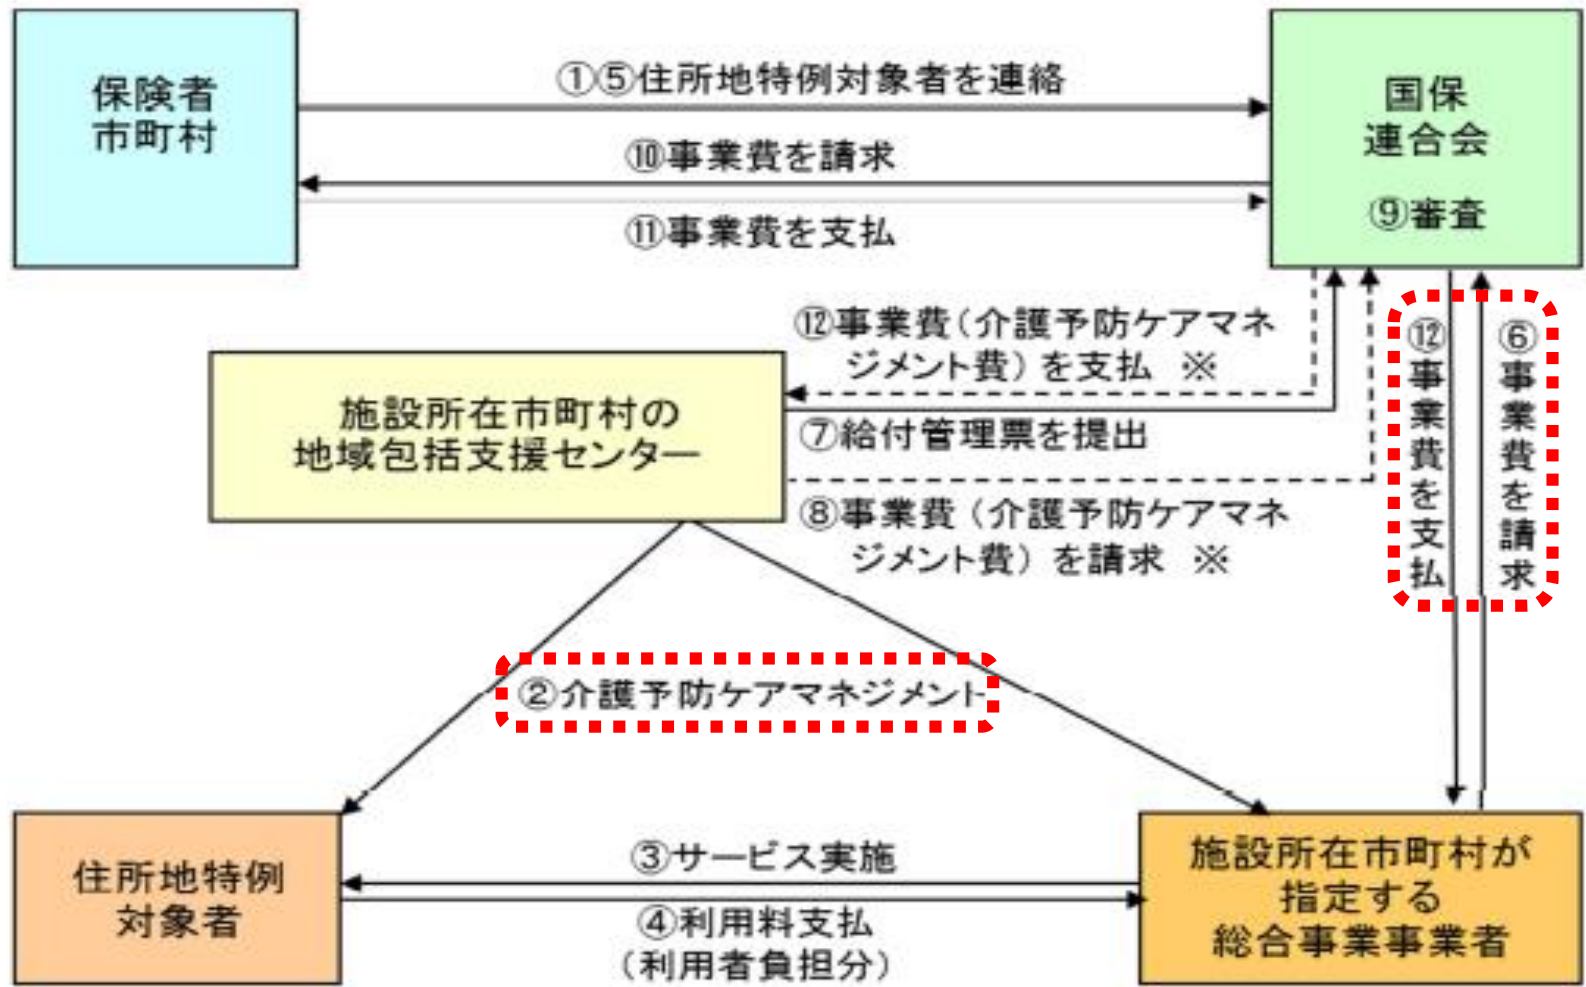 保険者
市町村
①⑤住所地特例対象者を連絡
⑩事業費を請求
⑪事業費を支払
国保
連合会
⑨審査
⑫事業費（介護予防ケアマネ
ジメント費）を支払 ※
施設所在市町村の
地域包括支援センター
⑦給付管理票を提出
⑧事業費（介護予防ケアマネ
ジメント費）を請求 ※
⑫事業費を支払
⑥事業費を請求
②介護予防ケアマネジメント
住所地特例
対象者
③サービス実施
④利用料支払
（利用者負担分）
施設所在市町村が
指定する
総合事業事業者